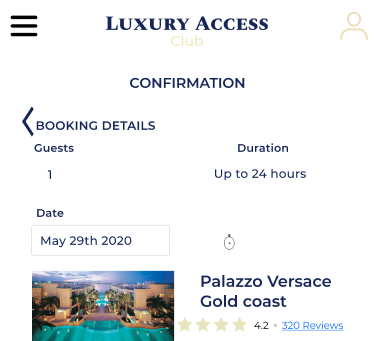 LUXURY ACCESS
Club
CONFIRMATION
BOOKING DETAILS
Guests
Duration
1
Up to 24 hours
Date
May 29th 2020
Palazzo Versace
Gold coast
4.2 • 320 Reviews